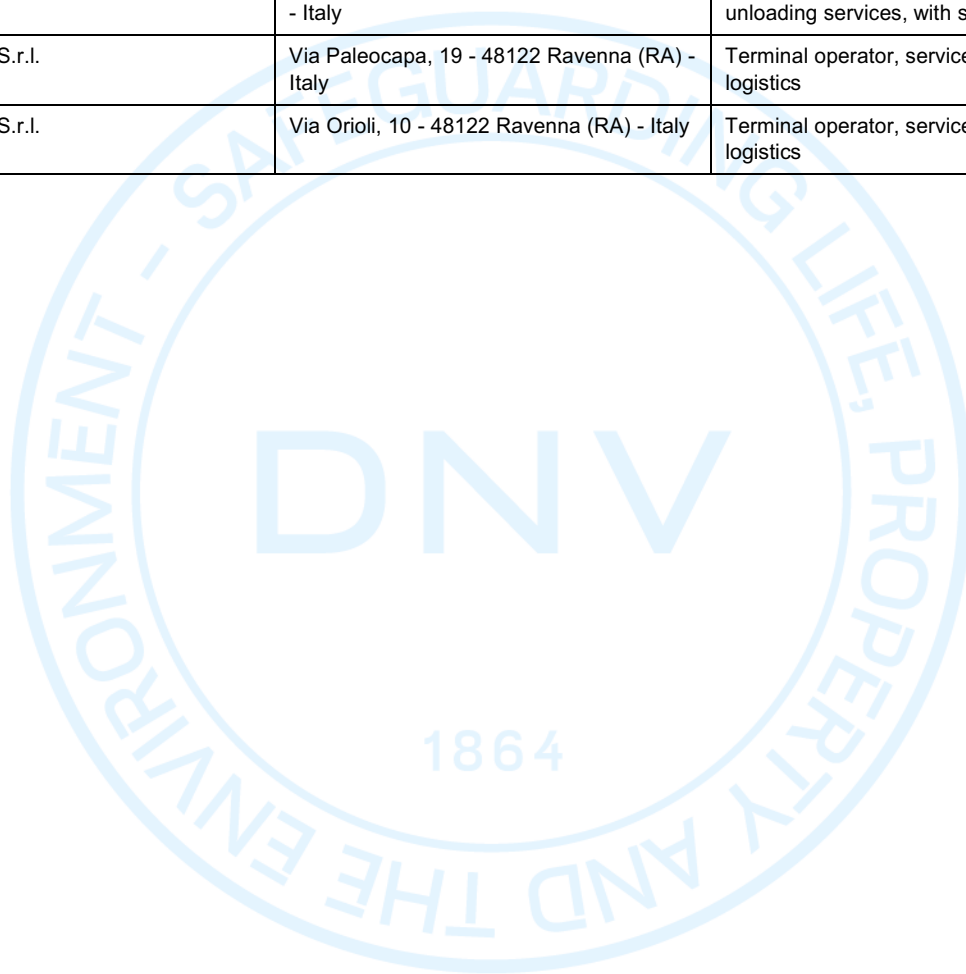 - Italy
unloading services, with s
S.r.l.
Via Paleocapa, 19 - 48122 Ravenna (RA) -
Italy
Terminal operator, service
logistics
S.r.l.
Via Orioli, 10 - 48122 Ravenna (RA) - Italy
Terminal operator, service
logistics
SAFEGUARDING LIFE, PROPERTY AND THE ENVIRONMENT -
DNV
1864